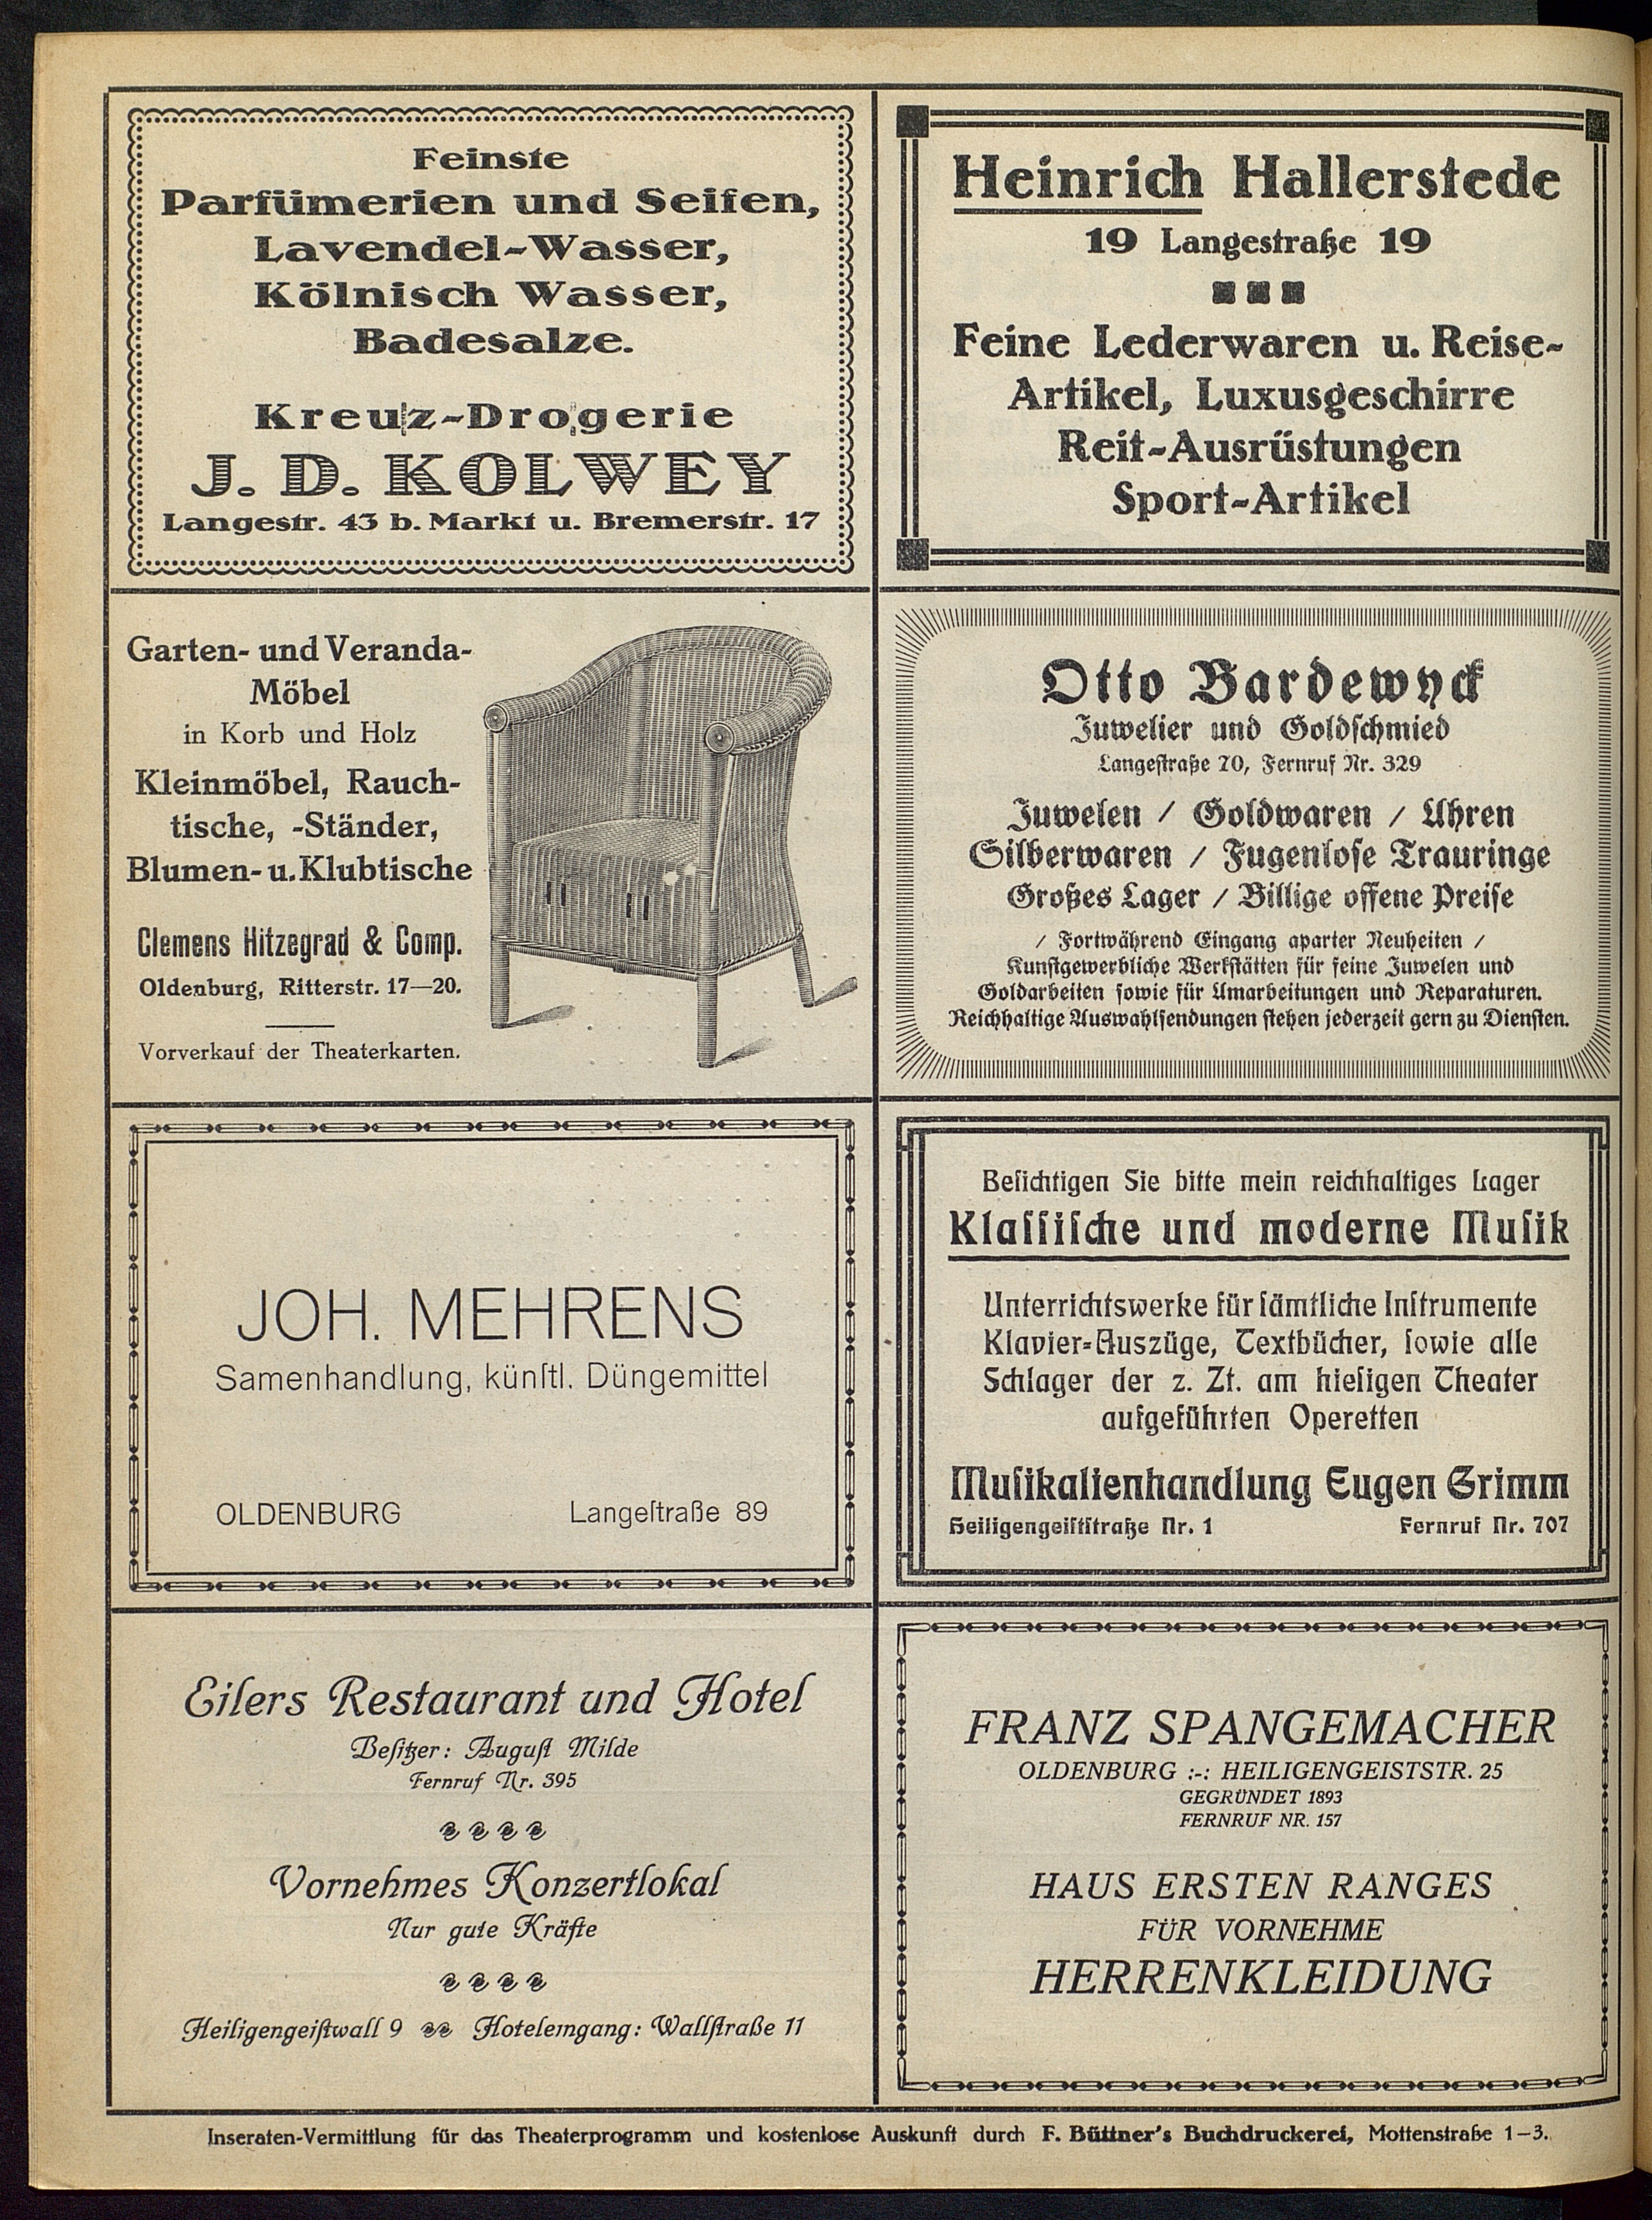 Feinste
Parfümerien und Seifen,
Lavendel-Wasser,
Kölnisch Wasser,
Badesalze.
Kreuz-Drogerie
J. D. KOLWEY
Langestr. 43 b. Markt u. Bremerstr. 17
Heinrich Hallerstede
19 Langestraße 19
Feine Lederwaren u. Reise-
Artikel, Luxusgeschirre
Reit-Ausrüstungen
Sport-Artikel
Garten- und Veranda-
Möbel
in Korb und Holz
Kleinmöbel, Rauch-
tische, -Ständer,
Blumen- u. Klubtische
Clemens Hitzegrad & Comp.
Oldenburg, Ritterstr. 17—20.
Vorverkauf der Theaterkarten.
Otto Bardewyck
Juwelier und Goldſchmied
Langeſtraße 70, Fernruf Nr. 329
Juwelen / Goldwaren / Uhren
Silberwaren / Fugenloſe Trauringe
Großes Lager / Billige offene Preiſe
/ Fortwährend Eingang aparter Neuheiten /
Kunſtgewerbliche Werkſtätten für feine Juwelen und
Goldarbeiten ſowie für Umarbeitungen und Reparaturen.
Reichhaltige Auswahlſendungen ſtehen jederzeit gern zu Dienſten.
JOH. MEHRENS
Samenhandlung, künſtl. Düngemittel
OLDENBURG Langeſtraße 89
Beſichtigen Sie bitte mein reichhaltiges Lager
Klaſſiſche und moderne Muſik
Unterrichtswerke für ſämtliche Inſtrumente
Klavier-Auszüge, Textbücher, ſowie alle
Schlager der z. Zt. am hieſigen Theater
aufgeführten Operetten
Muſikalienhandlung Eugen Grimm
Heiligengeiſtſtraße Nr. 1 Fernruf Nr. 707
Eilers Restaurant und Hotel
Beſitzer: Auguſt Milde
Fernruf Nr. 395
Vornehmes Konzertlokal
Nur gute Kräfte
Heiligengeiſtwall 9 Hoteleingang: Wallſtraße 11
FRANZ SPANGEMACHER
OLDENBURG :-: HEILIGENGEISTSTR. 25
GEGRÜNDET 1893
FERNRUF NR. 157
HAUS ERSTEN RANGES
FÜR VORNEHME
HERRENKLEIDUNG
Inseraten-Vermittlung für das Theaterprogramm und kostenlose Auskunft durch F. Büttner's Buchdruckerei, Mottenstraße 1—3.